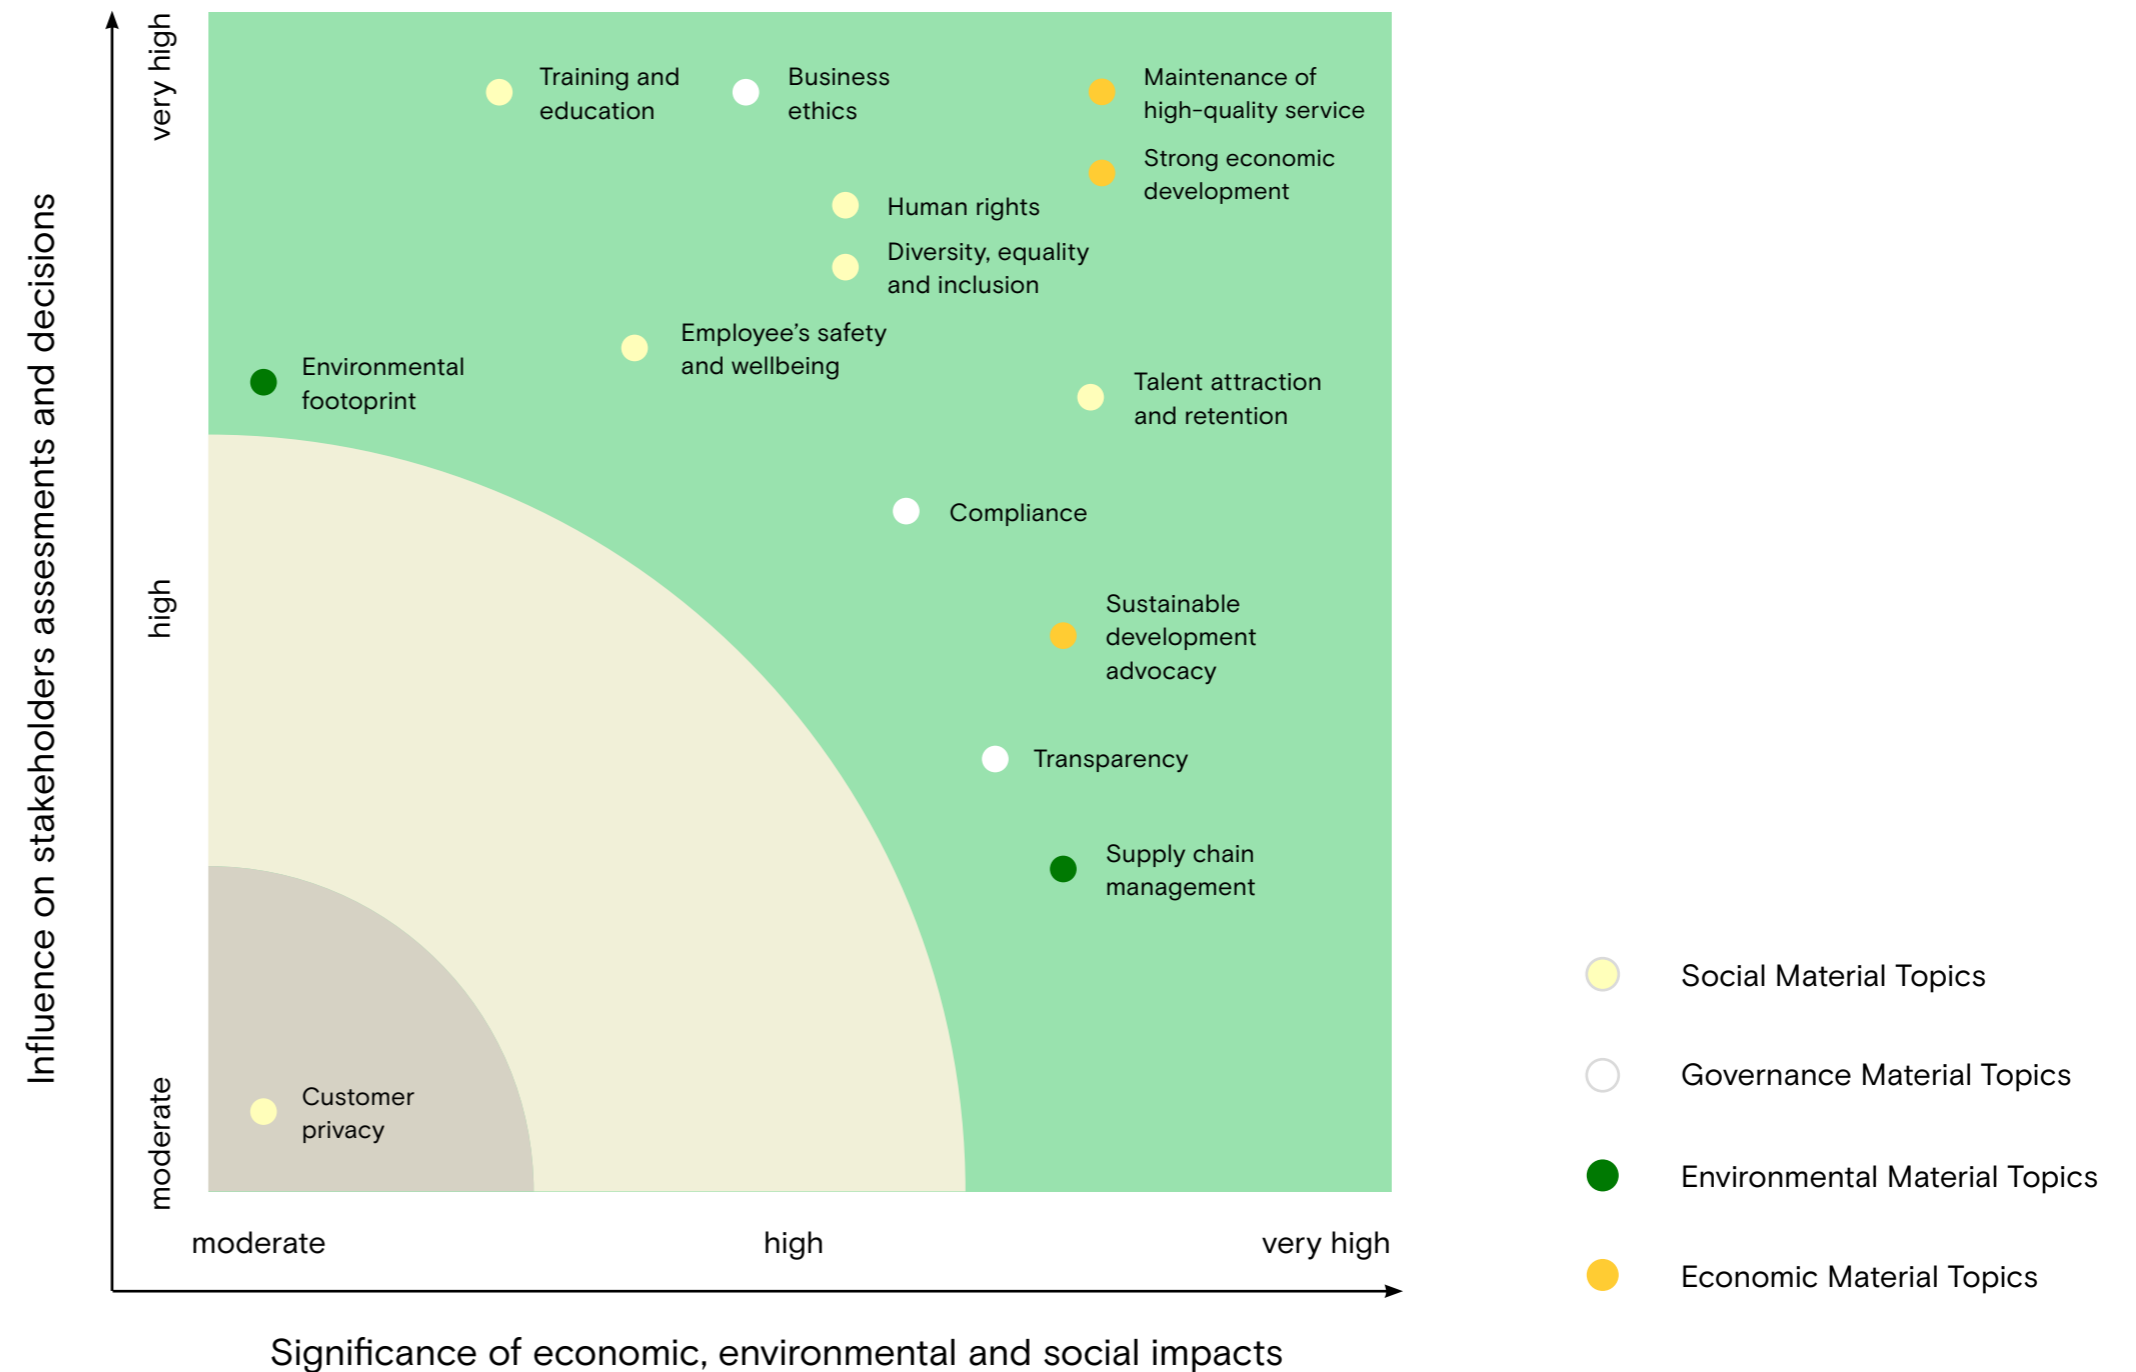 very high
Training and
education
Business
ethics
Maintenance of
high-quality service
Strong economic
development
Human rights
Diversity, equality
and inclusion
Employee’s safety
and wellbeing
Environmental
footoprint
Talent attraction
and retention
Compliance
Influence on stakeholders assesments and decisions
high
Sustainable
development
advocacy
Transparency
Supply chain
management
Customer
privacy
moderate
moderate
high
very high
Significance of economic, environmental and social impacts
Social Material Topics
Governance Material Topics
Environmental Material Topics
Economic Material Topics